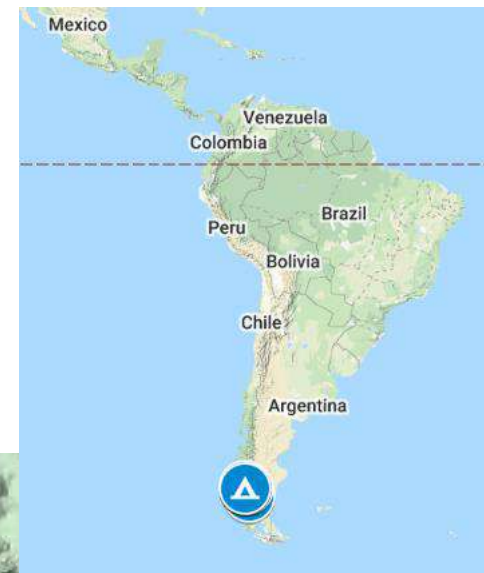 Mexico
Venezuela
Colombia
Brazil
Peru
Bolivia
Chile
Argentina